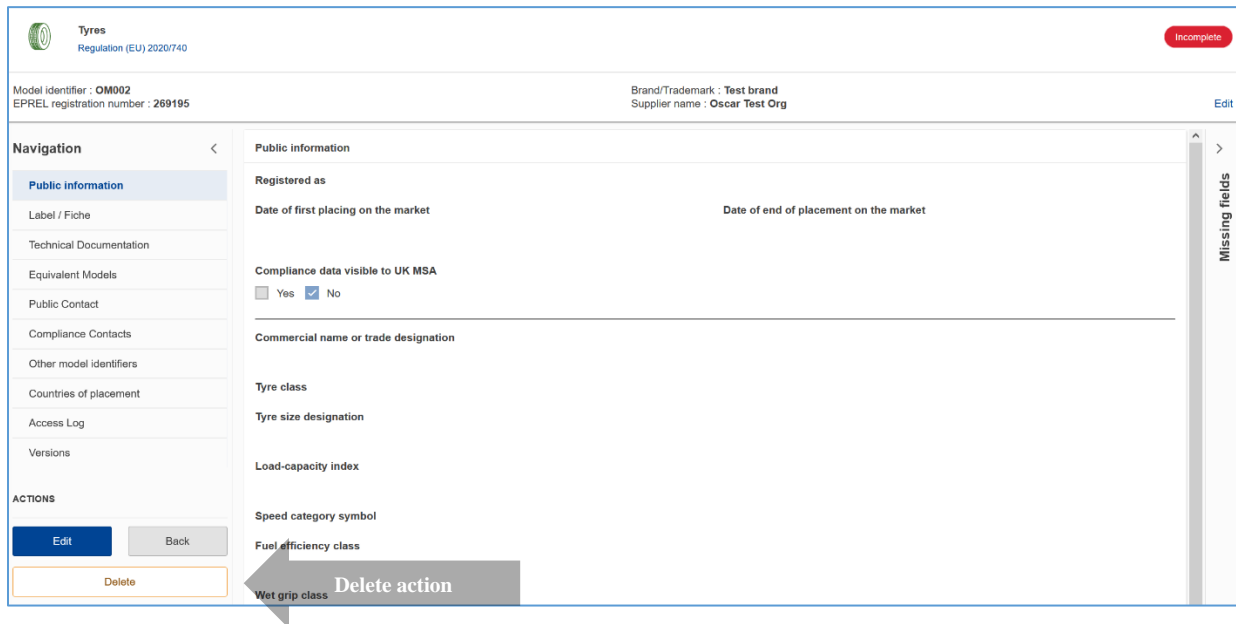 Tyres
Regulation (EU) 2020/740
Incomplete
Model identifier : OM002
EPREL registration number : 269195
Brand/Trademark : Test brand
Supplier name : Oscar Test Org
Edit
Navigation
Public information
Label / Fiche
Technical Documentation
Equivalent Models
Public Contact
Compliance Contacts
Other model identifiers
Countries of placement
Access Log
Versions
ACTIONS
Edit
Back
Delete
Public information
Registered as
Date of first placing on the market
Date of end of placement on the market
Compliance data visible to UK MSA
Yes No
Commercial name or trade designation
Tyre class
Tyre size designation
Load-capacity index
Speed category symbol
Fuel efficiency class
Wet grip class
Delete action
Missing fields